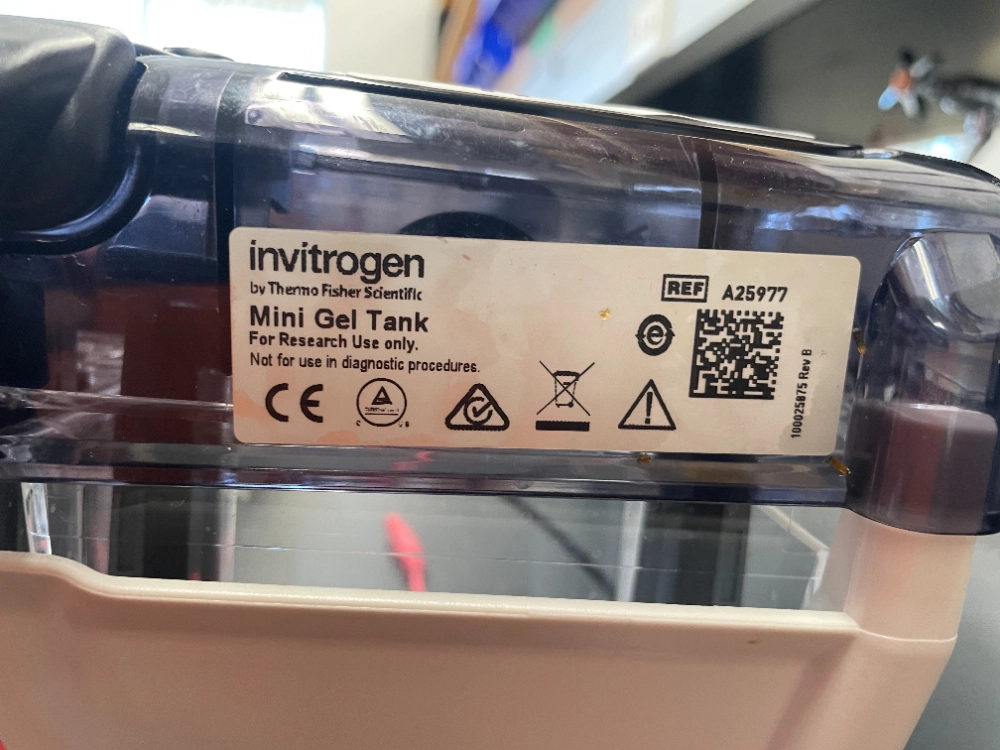 invitrogen
by Thermo Fisher Scientific
Mini Gel Tank
For Research Use only.
Not for use in diagnostic procedures.
REF A25977
CE
C US
100025875 Rev B